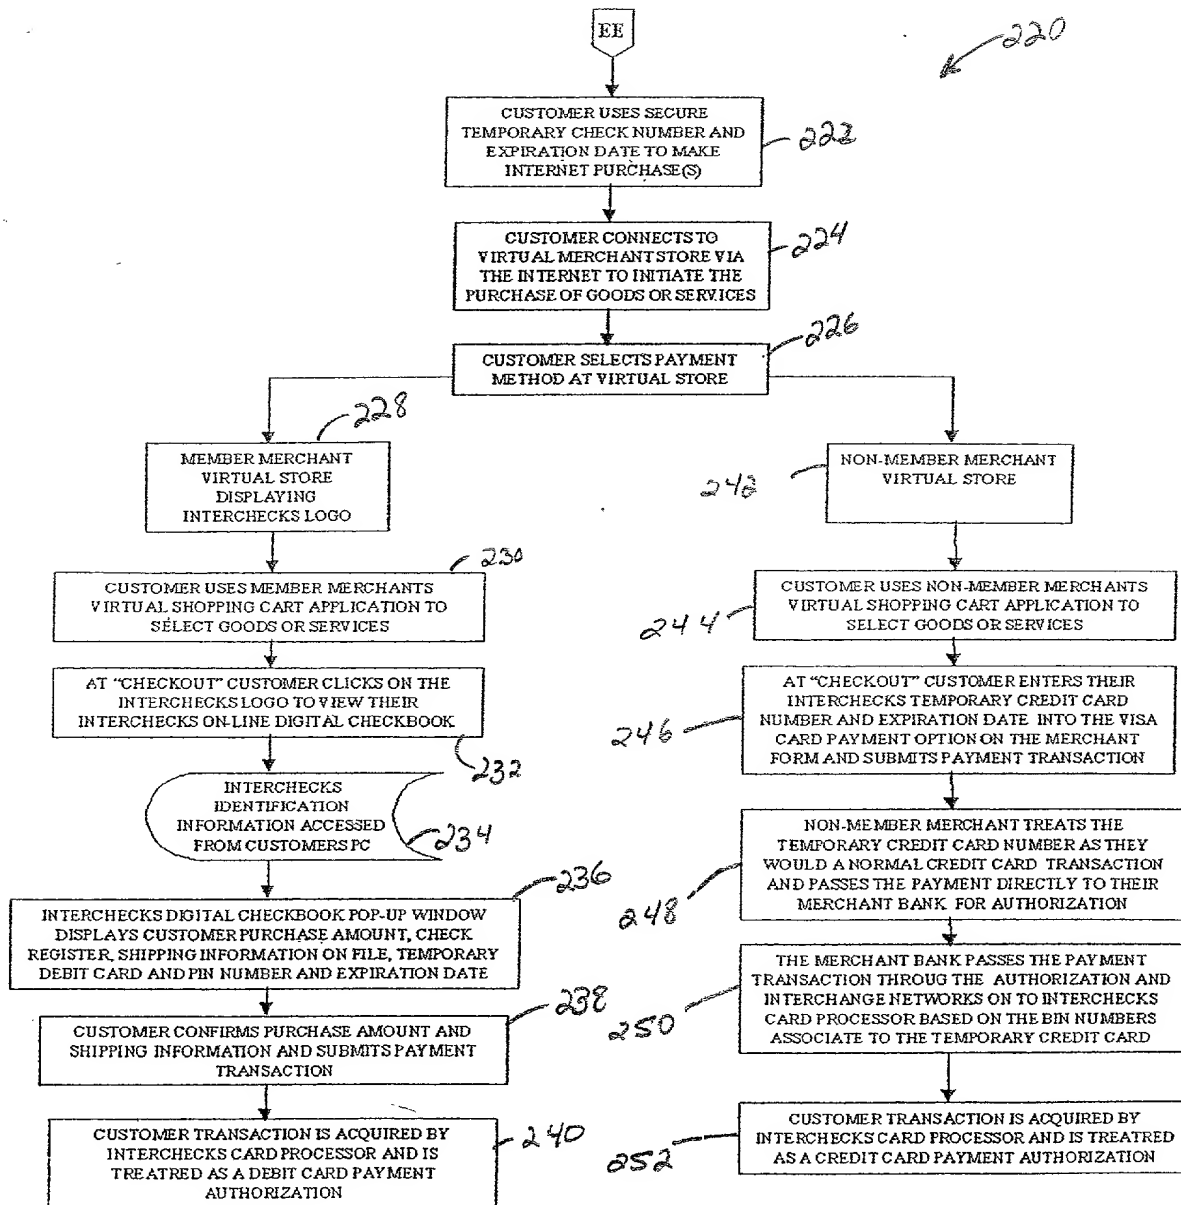 EE
220
CUSTOMER USES SECURE
TEMPORARY CHECK NUMBER AND
EXPIRATION DATE TO MAKE
INTERNET PURCHASE(S)
222
CUSTOMER CONNECTS TO
VIRTUAL MERCHANT STORE VIA
THE INTERNET TO INITIATE THE
PURCHASE OF GOODS OR SERVICES
224
CUSTOMER SELECTS PAYMENT
METHOD AT VIRTUAL STORE
226
MEMBER MERCHANT
VIRTUAL STORE
DISPLAYING
INTERCHECKS LOGO
228
CUSTOMER USES MEMBER MERCHANTS
VIRTUAL SHOPPING CART APPLICATION TO
SELECT GOODS OR SERVICES
230
AT "CHECKOUT" CUSTOMER CLICKS ON THE
INTERCHECKS LOGO TO VIEW THEIR
INTERCHECKS ON-LINE DIGITAL CHECKBOOK
232
INTERCHECKS
IDENTIFICATION
INFORMATION ACCESSED
FROM CUSTOMERS PC
234
INTERCHECKS DIGITAL CHECKBOOK POP-UP WINDOW
DISPLAYS CUSTOMER PURCHASE AMOUNT, CHECK
REGISTER, SHIPPING INFORMATION ON FILE, TEMPORARY
DEBIT CARD AND PIN NUMBER AND EXPIRATION DATE
236
CUSTOMER CONFIRMS PURCHASE AMOUNT AND
SHIPPING INFORMATION AND SUBMITS PAYMENT
TRANSACTION
238
CUSTOMER TRANSACTION IS ACQUIRED BY
INTERCHECKS CARD PROCESSOR AND IS
TREATRED AS A DEBIT CARD PAYMENT
AUTHORIZATION
240
NON-MEMBER MERCHANT
VIRTUAL STORE
242
CUSTOMER USES NON-MEMBER MERCHANTS
VIRTUAL SHOPPING CART APPLICATION TO
SELECT GOODS OR SERVICES
244
AT "CHECKOUT" CUSTOMER ENTERS THEIR
INTERCHECKS TEMPORARY CREDIT CARD
NUMBER AND EXPIRATION DATE INTO THE VISA
CARD PAYMENT OPTION ON THE MERCHANT
FORM AND SUBMITS PAYMENT TRANSACTION
246
NON-MEMBER MERCHANT TREATS THE
TEMPORARY CREDIT CARD NUMBER AS THEY
WOULD A NORMAL CREDIT CARD TRANSACTION
AND PASSES THE PAYMENT DIRECTLY TO THEIR
MERCHANT BANK FOR AUTHORIZATION
248
THE MERCHANT BANK PASSES THE PAYMENT
TRANSACTION THROUG THE AUTHORIZATION AND
INTERCHANGE NETWORKS ON TO INTERCHECKS
CARD PROCESSOR BASED ON THE BIN NUMBERS
ASSOCIATE TO THE TEMPORARY CREDIT CARD
250
CUSTOMER TRANSACTION IS ACQUIRED BY
INTERCHECKS CARD PROCESSOR AND IS TREATRED
AS A CREDIT CARD PAYMENT AUTHORIZATION
252